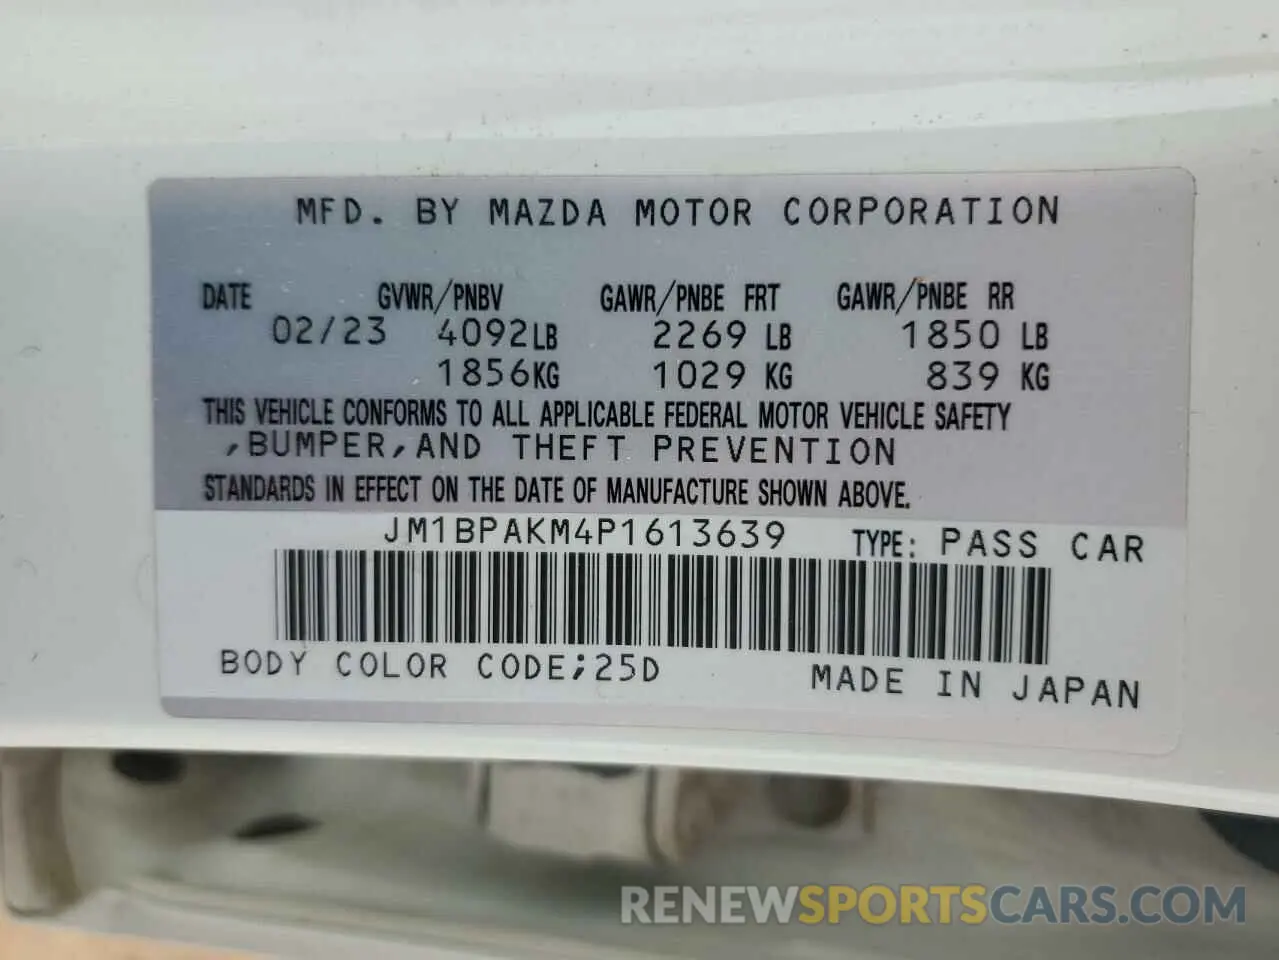 MFD. BY MAZDA MOTOR CORPORATION
DATE GVWR/PNBV GAWR/PNBE FRT GAWR/PNBE RR
02/23 4092LB 2269 LB 1850 LB
1856KG 1029 KG 839 KG
THIS VEHICLE CONFORMS TO ALL APPLICABLE FEDERAL MOTOR VEHICLE SAFETY
,BUMPER,AND THEFT PREVENTION
STANDARDS IN EFFECT ON THE DATE OF MANUFACTURE SHOWN ABOVE.
JM1BPAKM4P1613639 TYPE: PASS CAR
BODY COLOR CODE;25D MADE IN JAPAN
RENEWSPORTSCARS.COM